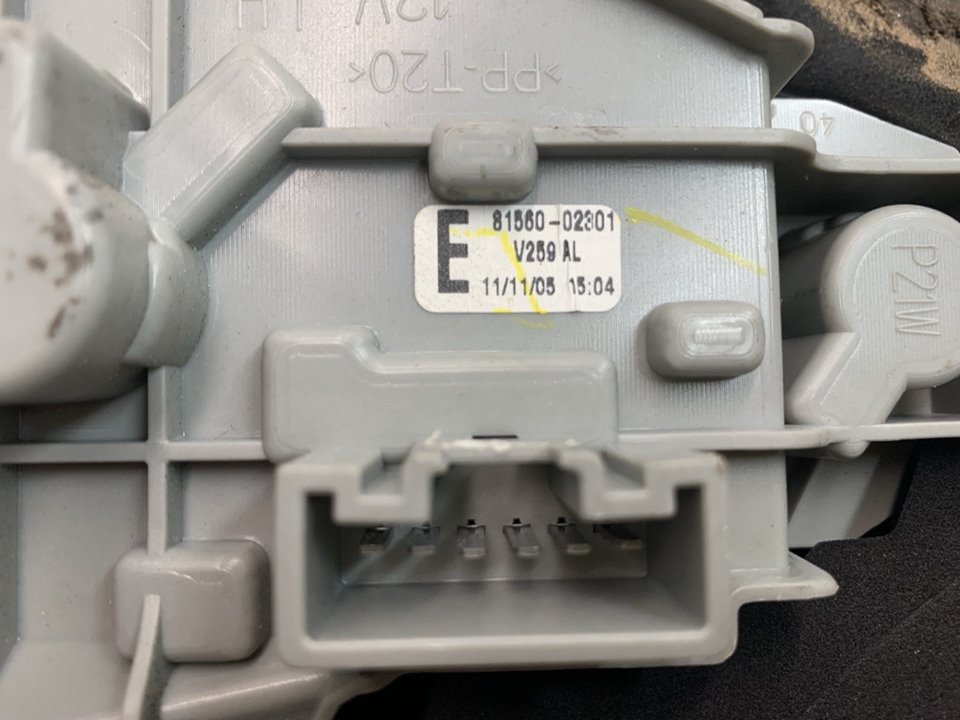 12V LH
>PP-T20<
40
E 81560-02301
V259 AL
11/11/05 15:04
P21W